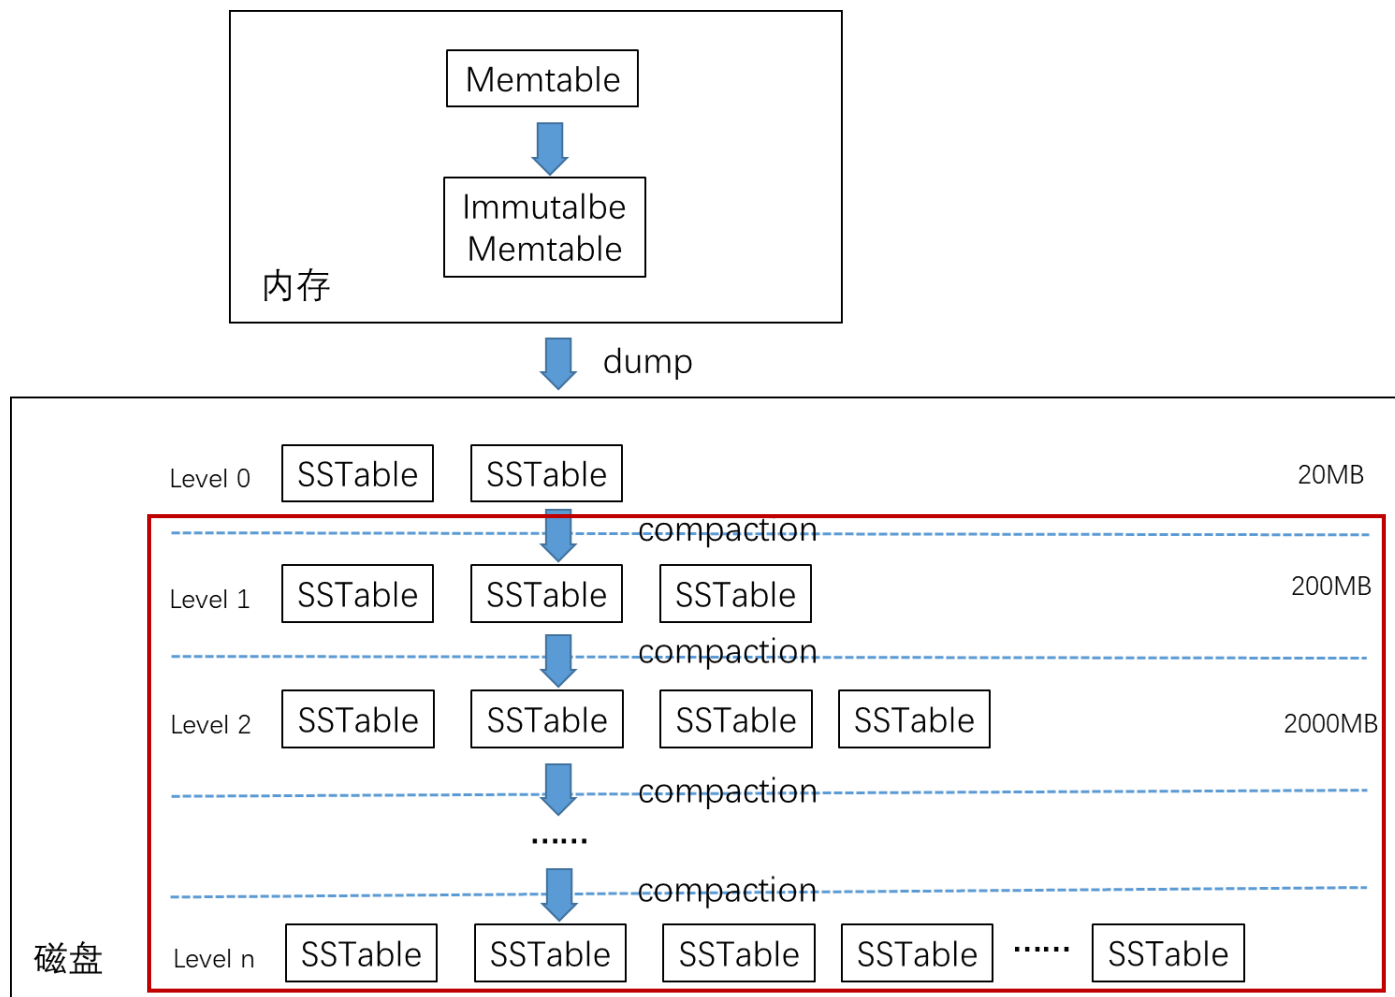 Memtable
Immutalbe
Memtable
内存
dump
Level 0 SSTable SSTable 20MB
compaction
Level 1 SSTable SSTable SSTable 200MB
compaction
Level 2 SSTable SSTable SSTable SSTable 2000MB
compaction
......
compaction
Level n SSTable SSTable SSTable SSTable ...... SSTable
磁盘